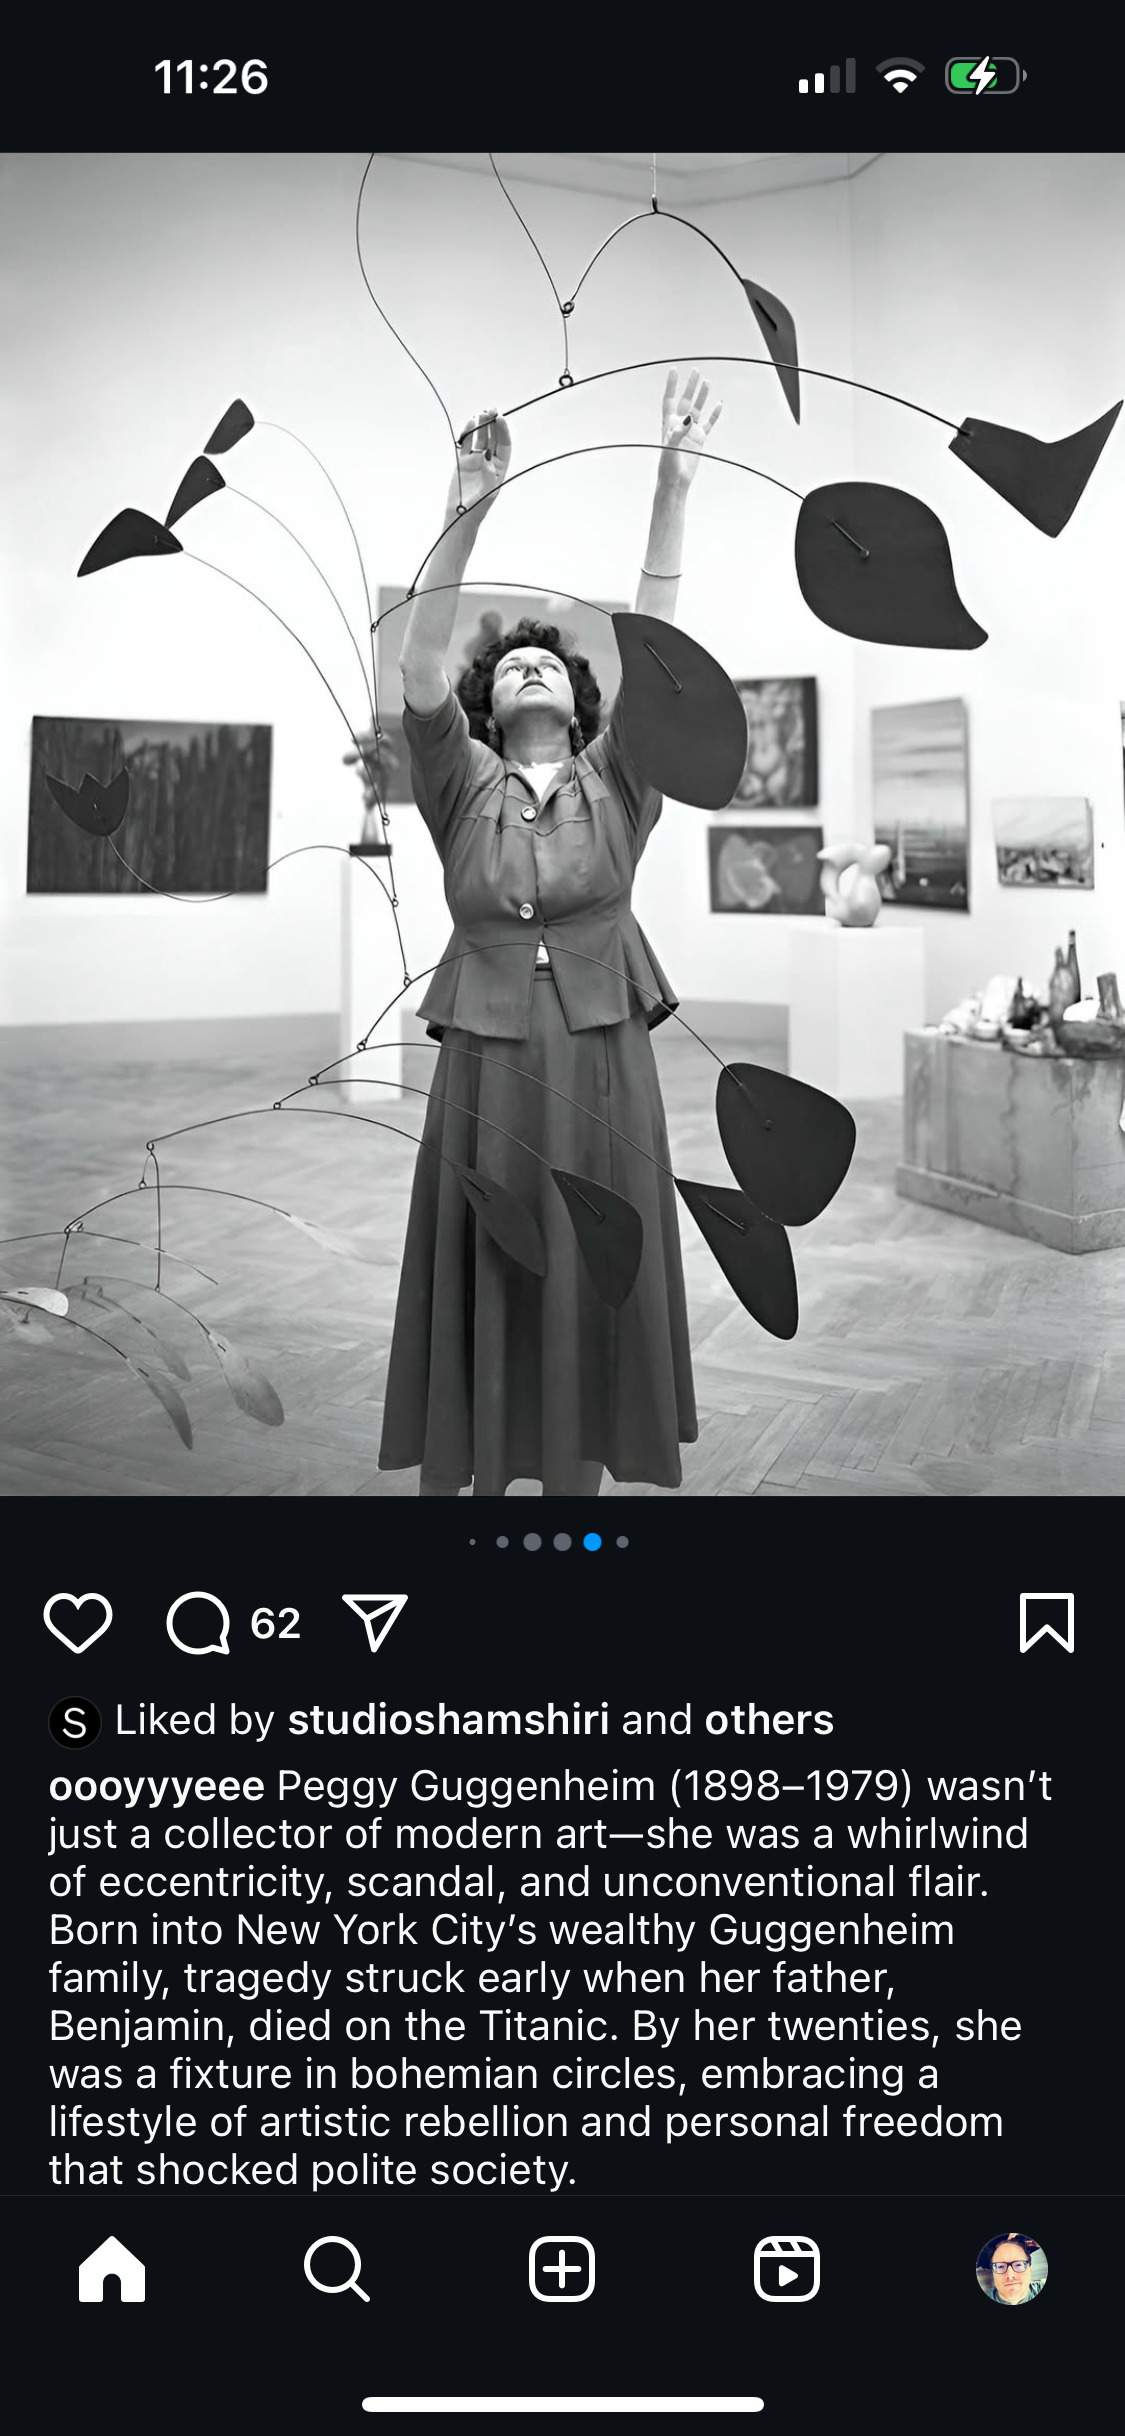 11:26
62
S Liked by studioshamshiri and others
oooyyyeee Peggy Guggenheim (1898–1979) wasn’t
just a collector of modern art—she was a whirlwind
of eccentricity, scandal, and unconventional flair.
Born into New York City’s wealthy Guggenheim
family, tragedy struck early when her father,
Benjamin, died on the Titanic. By her twenties, she
was a fixture in bohemian circles, embracing a
lifestyle of artistic rebellion and personal freedom
that shocked polite society.